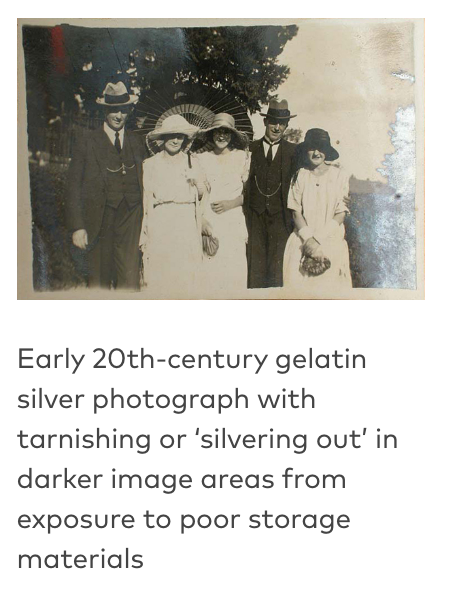 Early 20th-century gelatin
silver photograph with
tarnishing or ‘silvering out’ in
darker image areas from
exposure to poor storage
materials